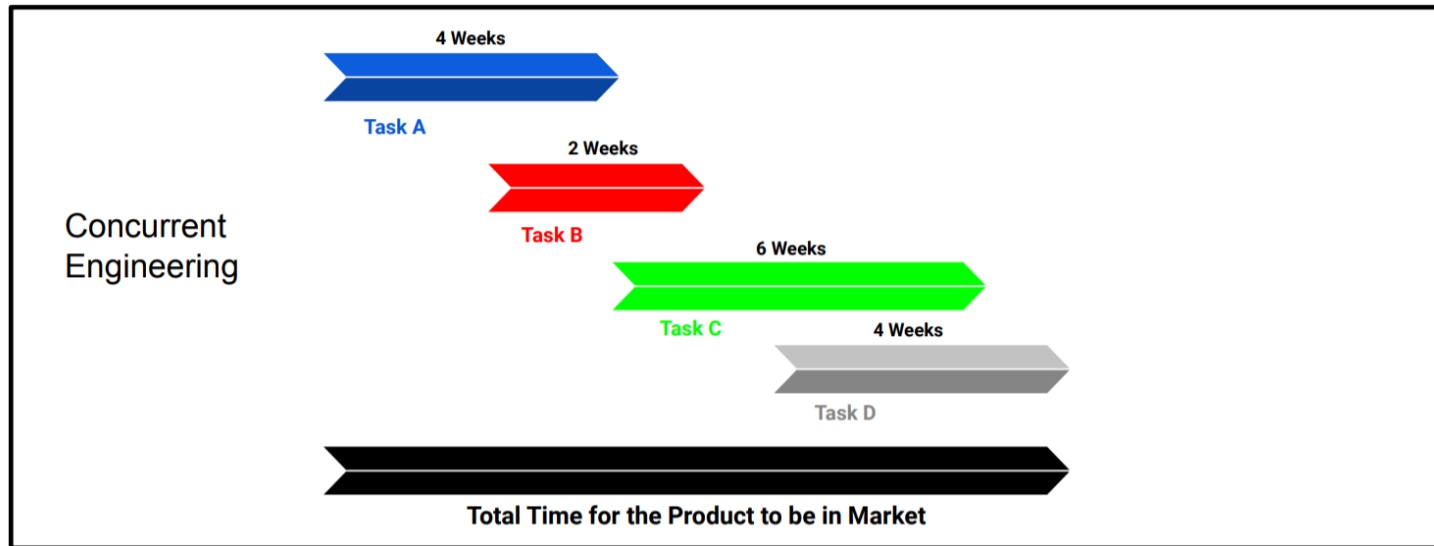 4 Weeks
Task A
2 Weeks
Task B
Concurrent
Engineering
6 Weeks
Task C
4 Weeks
Task D
Total Time for the Product to be in Market